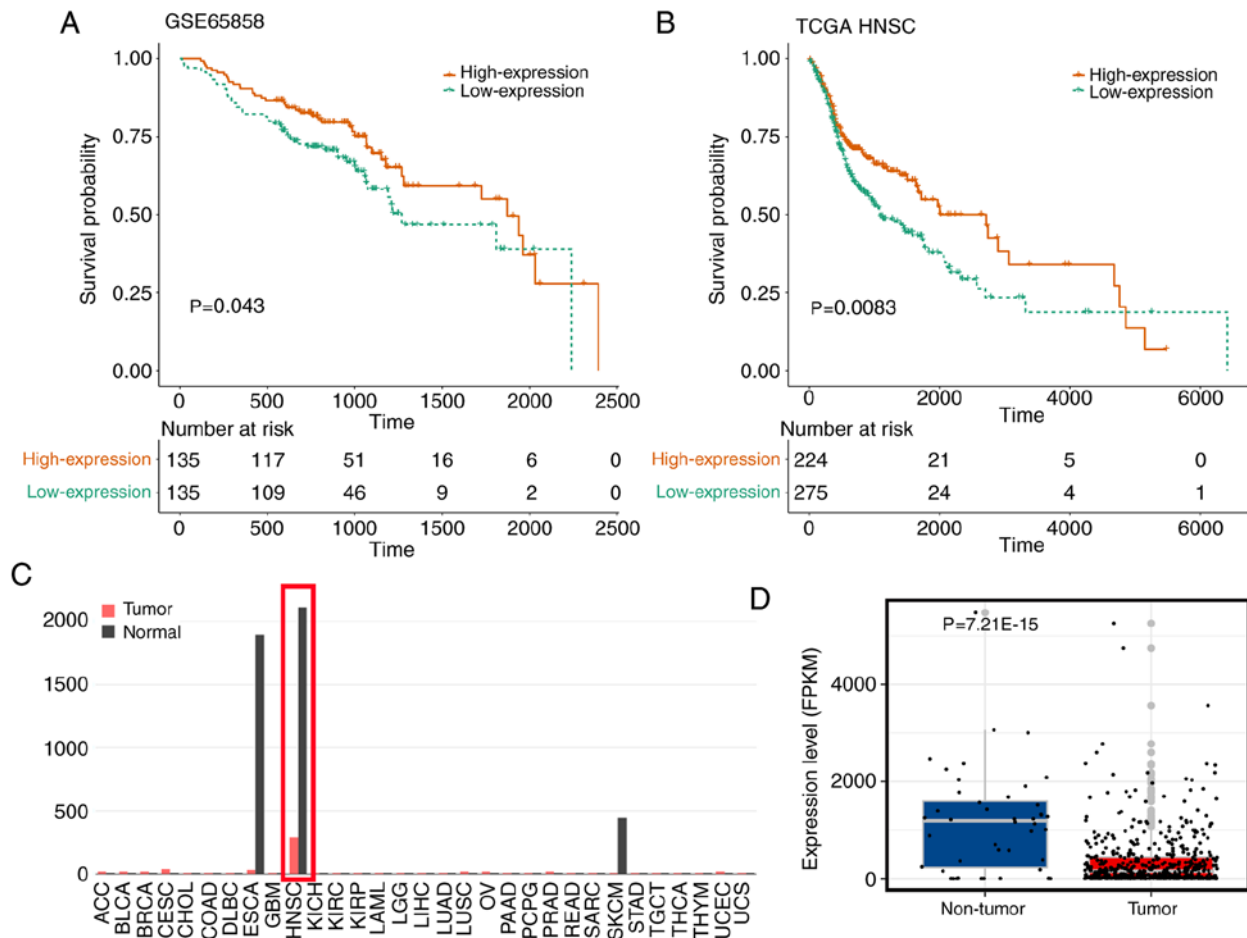 A
GSE65858
1.00
0.75
0.50
0.25
0.00
Survival probability
High-expression
Low-expression
P=0.043
0 500 1000 1500 2000 2500
Time
Number at risk
High-expression 135 117 51 16 6 0
Low-expression 135 109 46 9 2 0
0 500 1000 1500 2000 2500
Time
B
TCGA HNSC
1.00
0.75
0.50
0.25
0.00
Survival probability
High-expression
Low-expression
P=0.0083
0 2000 4000 6000
Time
Number at risk
High-expression 224 21 5 0
Low-expression 275 24 4 1
0 2000 4000 6000
Time
C
Tumor
Normal
2000
1500
1000
500
0
ACC BLCA BRCA CESC CHOL COAD DLBC ESCA GBM HNSC KICH KIRC KIRP LAML LGG LIHC LUAD LUSC OV PAAD PCPG PRAD READ SARC SKCM STAD TGCT THCA THYM UCEC UCS
D
P=7.21E-15
Expression level (FPKM)
4000
2000
0
Non-tumor Tumor